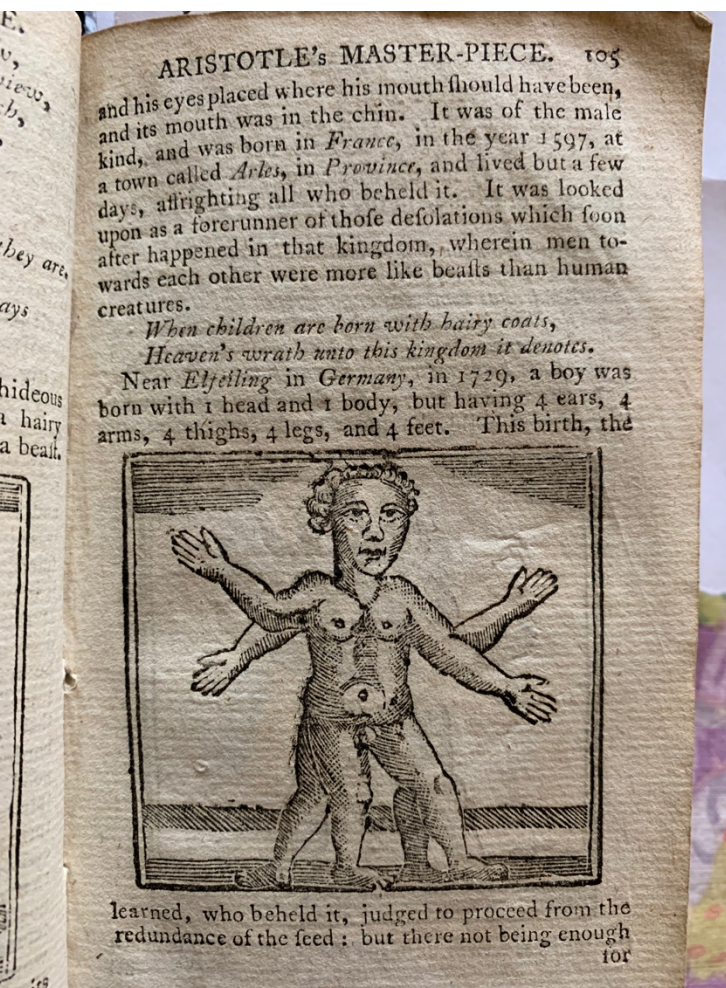 E.
they are.
ays
hideous
a hairy
a beaſt.
ARISTOTLE's MASTER-PIECE. 105
and his eyes placed where his mouth ſhould have been,
and its mouth was in the chin. It was of the male
kind, and was born in France, in the year 1597, at
a town called Arles, in Province, and lived but a few
days, affrighting all who beheld it. It was looked
upon as a forerunner of thoſe deſolations which ſoon
after happened in that kingdom, wherein men to-
wards each other were more like beaſts than human
creatures.
When children are born with hairy coats,
Heaven's wrath unto this kingdom it denotes.
Near in Germany, in 1729, a boy was
born with 1 head and 1 body, but having 4 ears, 4
arms, 4 thighs, 4 legs, and 4 feet. This birth, the
learned, who beheld it, judged to proceed from the
redundance of the ſeed : but there not being enough
for